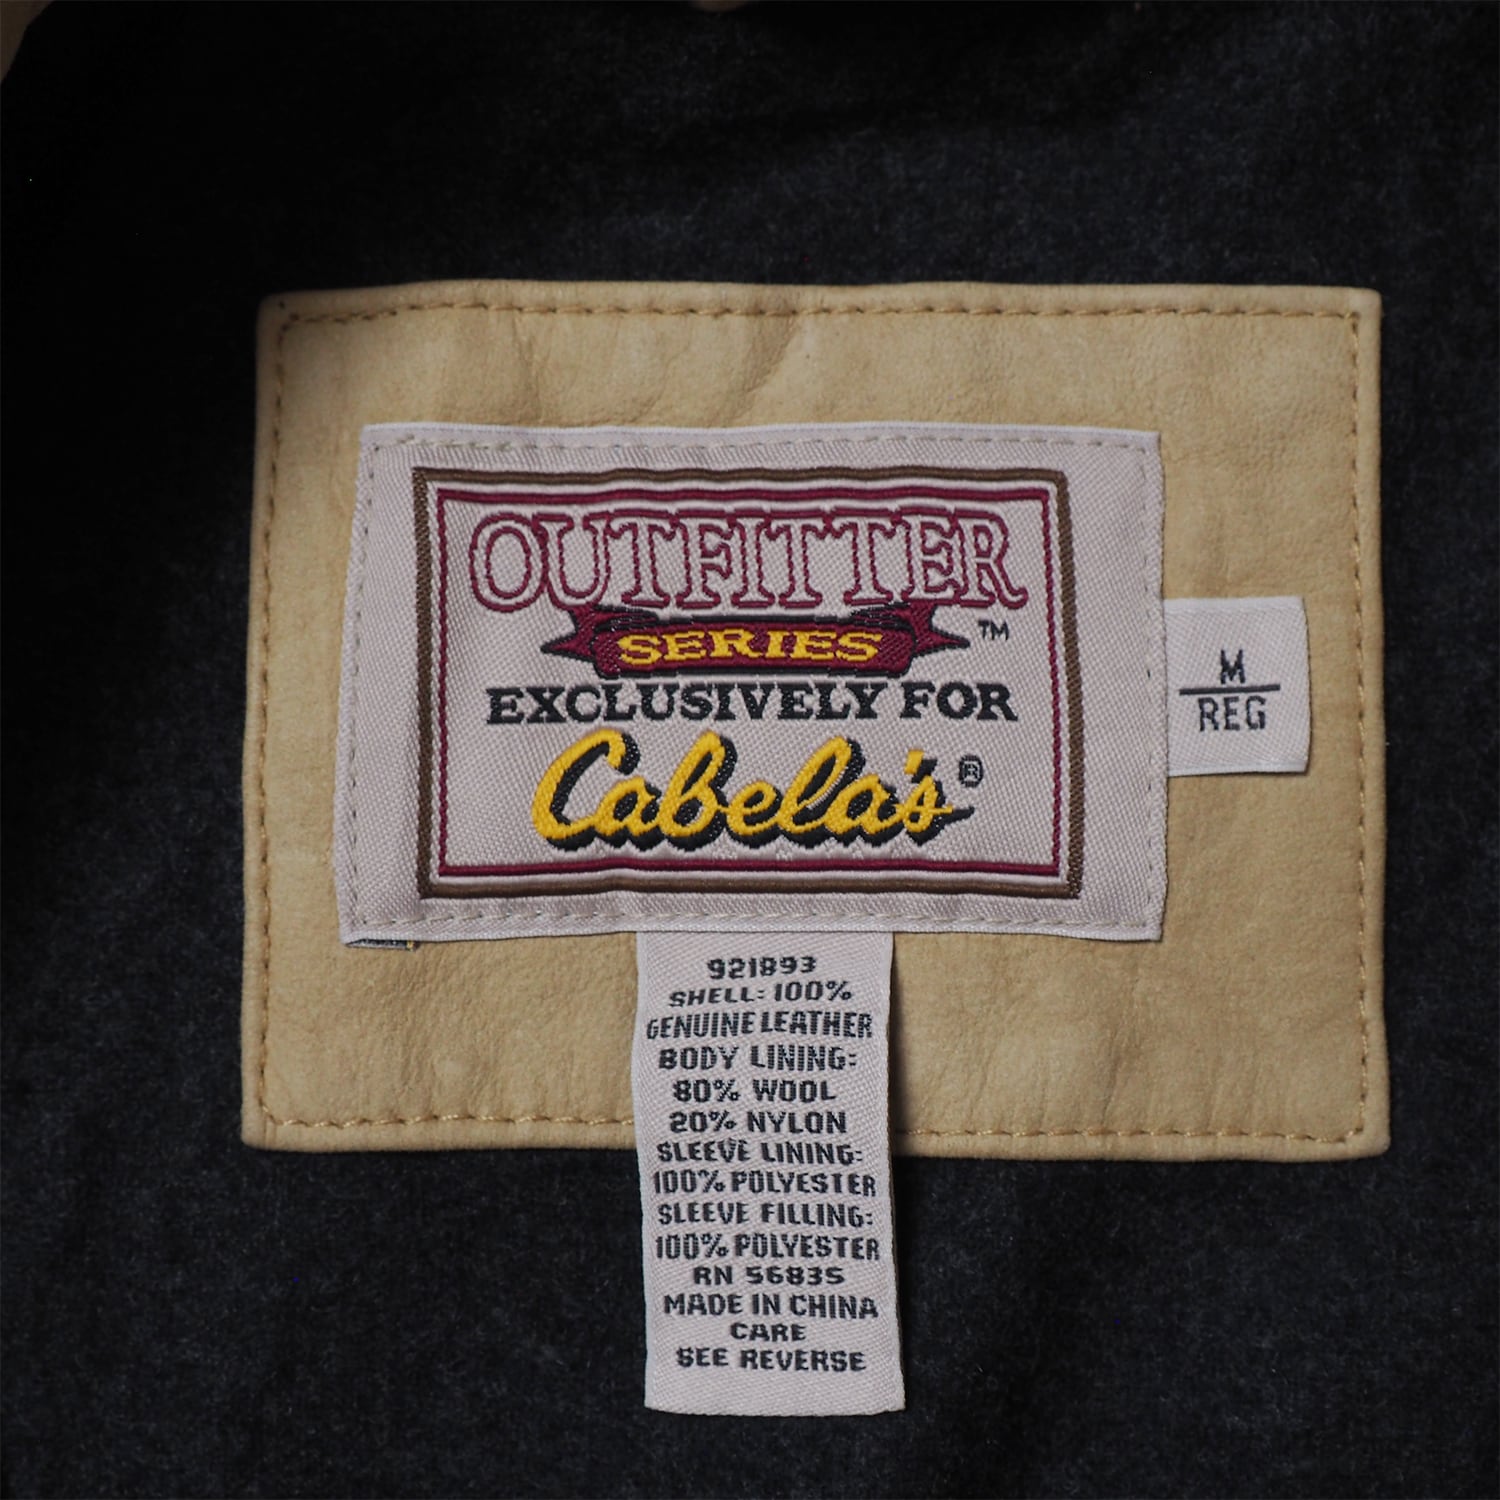 OUTFITTER
SERIES
TM
EXCLUSIVELY FOR
Cabela's®
M
REG
921893
SHELL: 100%
GENUINE LEATHER
BODY LINING:
80% WOOL
20% NYLON
SLEEVE LINING:
100% POLYESTER
SLEEVE FILLING:
100% POLYESTER
RN 56835
MADE IN CHINA
CARE
SEE REVERSE